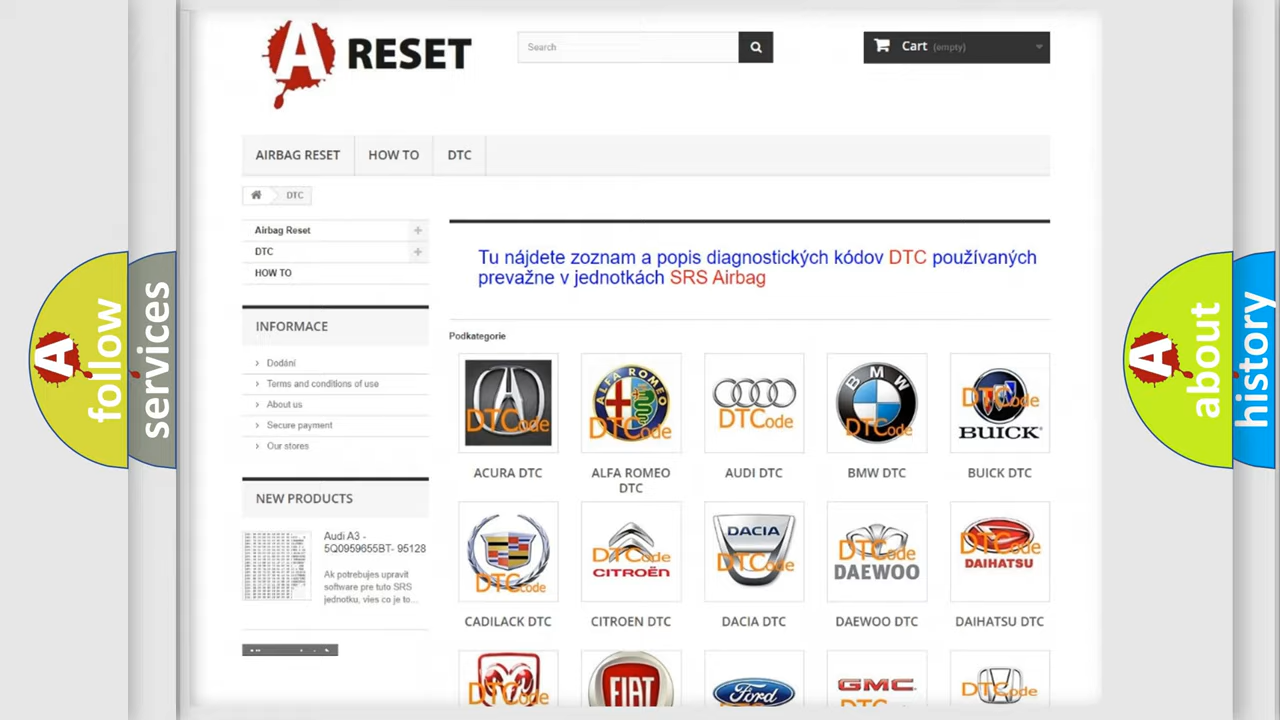 A RESET
Search
Cart (empty)
AIRBAG RESET
HOW TO
DTC
DTC
Airbag Reset
DTC
HOW TO
INFORMACE
Dodání
Terms and conditions of use
About us
Secure payment
Our stores
NEW PRODUCTS
Audi A3 -
5Q0959655BT- 95128
Ak potrebujes upravit
software pre tuto SRS
jednotku, vies co je to...
Tu nájdete zoznam a popis diagnostických kódov DTC používaných
prevažne v jednotkách SRS Airbag
Podkategorie
DTCode
ALFA ROMEO
DTCode
DTCode
BMW
DTCode
DTCode
BUICK
ACURA DTC
ALFA ROMEO
DTC
AUDI DTC
BMW DTC
BUICK DTC
DTCode
DTCode
CITROËN
DACIA
DTCode
DTCode
DAEWOO
DTCode
DAIHATSU
CADILACK DTC
CITROEN DTC
DACIA DTC
DAEWOO DTC
DAIHATSU DTC
DTCode
FIAT
Ford
GMC
DTCode
A follow
services
A about
history